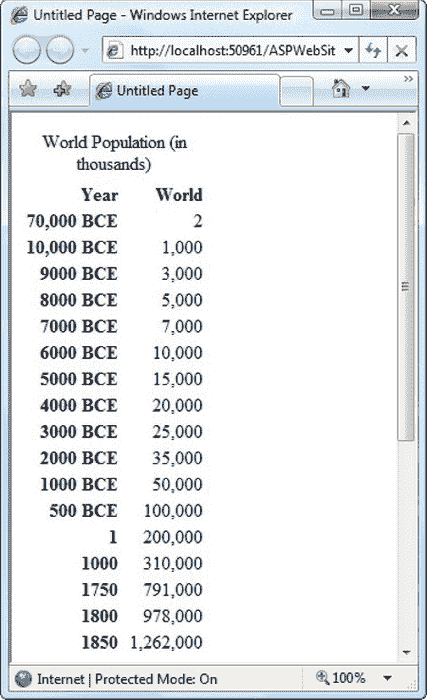 Untitled Page - Windows Internet Explorer
http://localhost:50961/ASPWebSit
Untitled Page
World Population (in
thousands)
Year World
70,000 BCE 2
10,000 BCE 1,000
9000 BCE 3,000
8000 BCE 5,000
7000 BCE 7,000
6000 BCE 10,000
5000 BCE 15,000
4000 BCE 20,000
3000 BCE 25,000
2000 BCE 35,000
1000 BCE 50,000
500 BCE 100,000
1 200,000
1000 310,000
1750 791,000
1800 978,000
1850 1,262,000
Internet | Protected Mode: On 100%